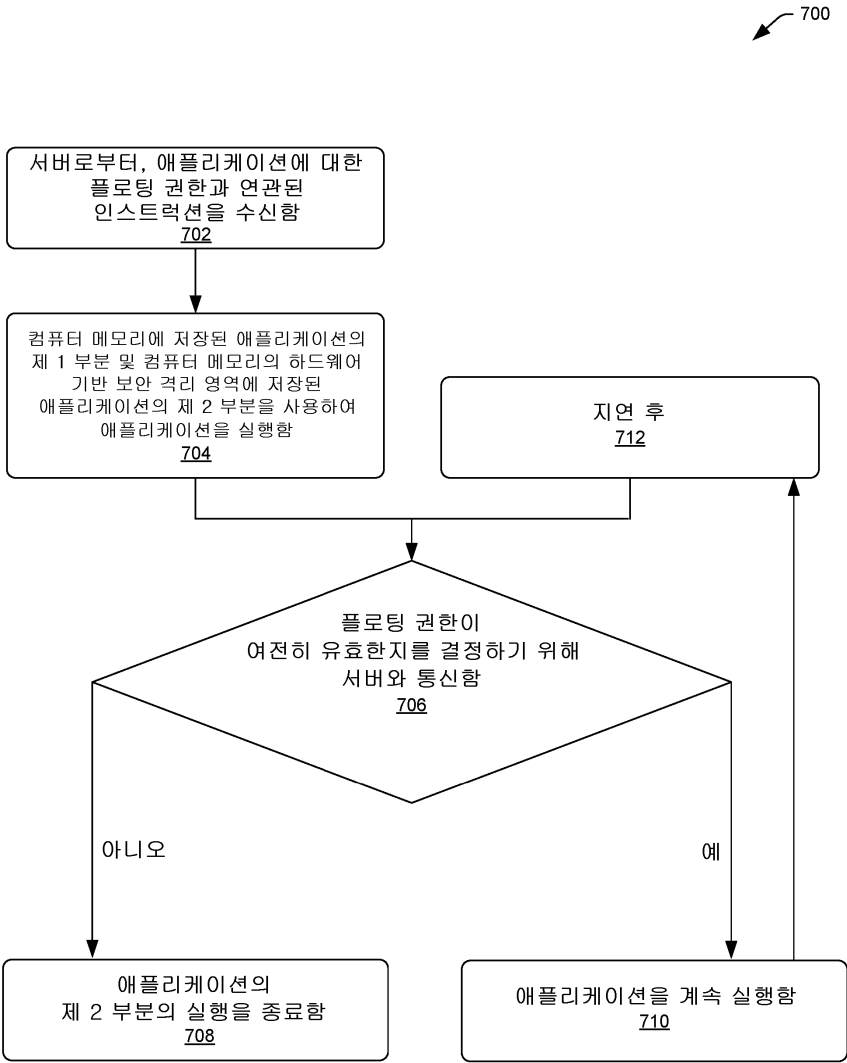 700
서버로부터, 애플리케이션에 대한
플로팅 권한과 연관된
인스트럭션을 수신함
702
컴퓨터 메모리에 저장된 애플리케이션의
제 1 부분 및 컴퓨터 메모리의 하드웨어
기반 보안 격리 영역에 저장된
애플리케이션의 제 2 부분을 사용하여
애플리케이션을 실행함
704
지연 후
712
플로팅 권한이
여전히 유효한지를 결정하기 위해
서버와 통신함
706
아니오
예
애플리케이션의
제 2 부분의 실행을 종료함
708
애플리케이션을 계속 실행함
710